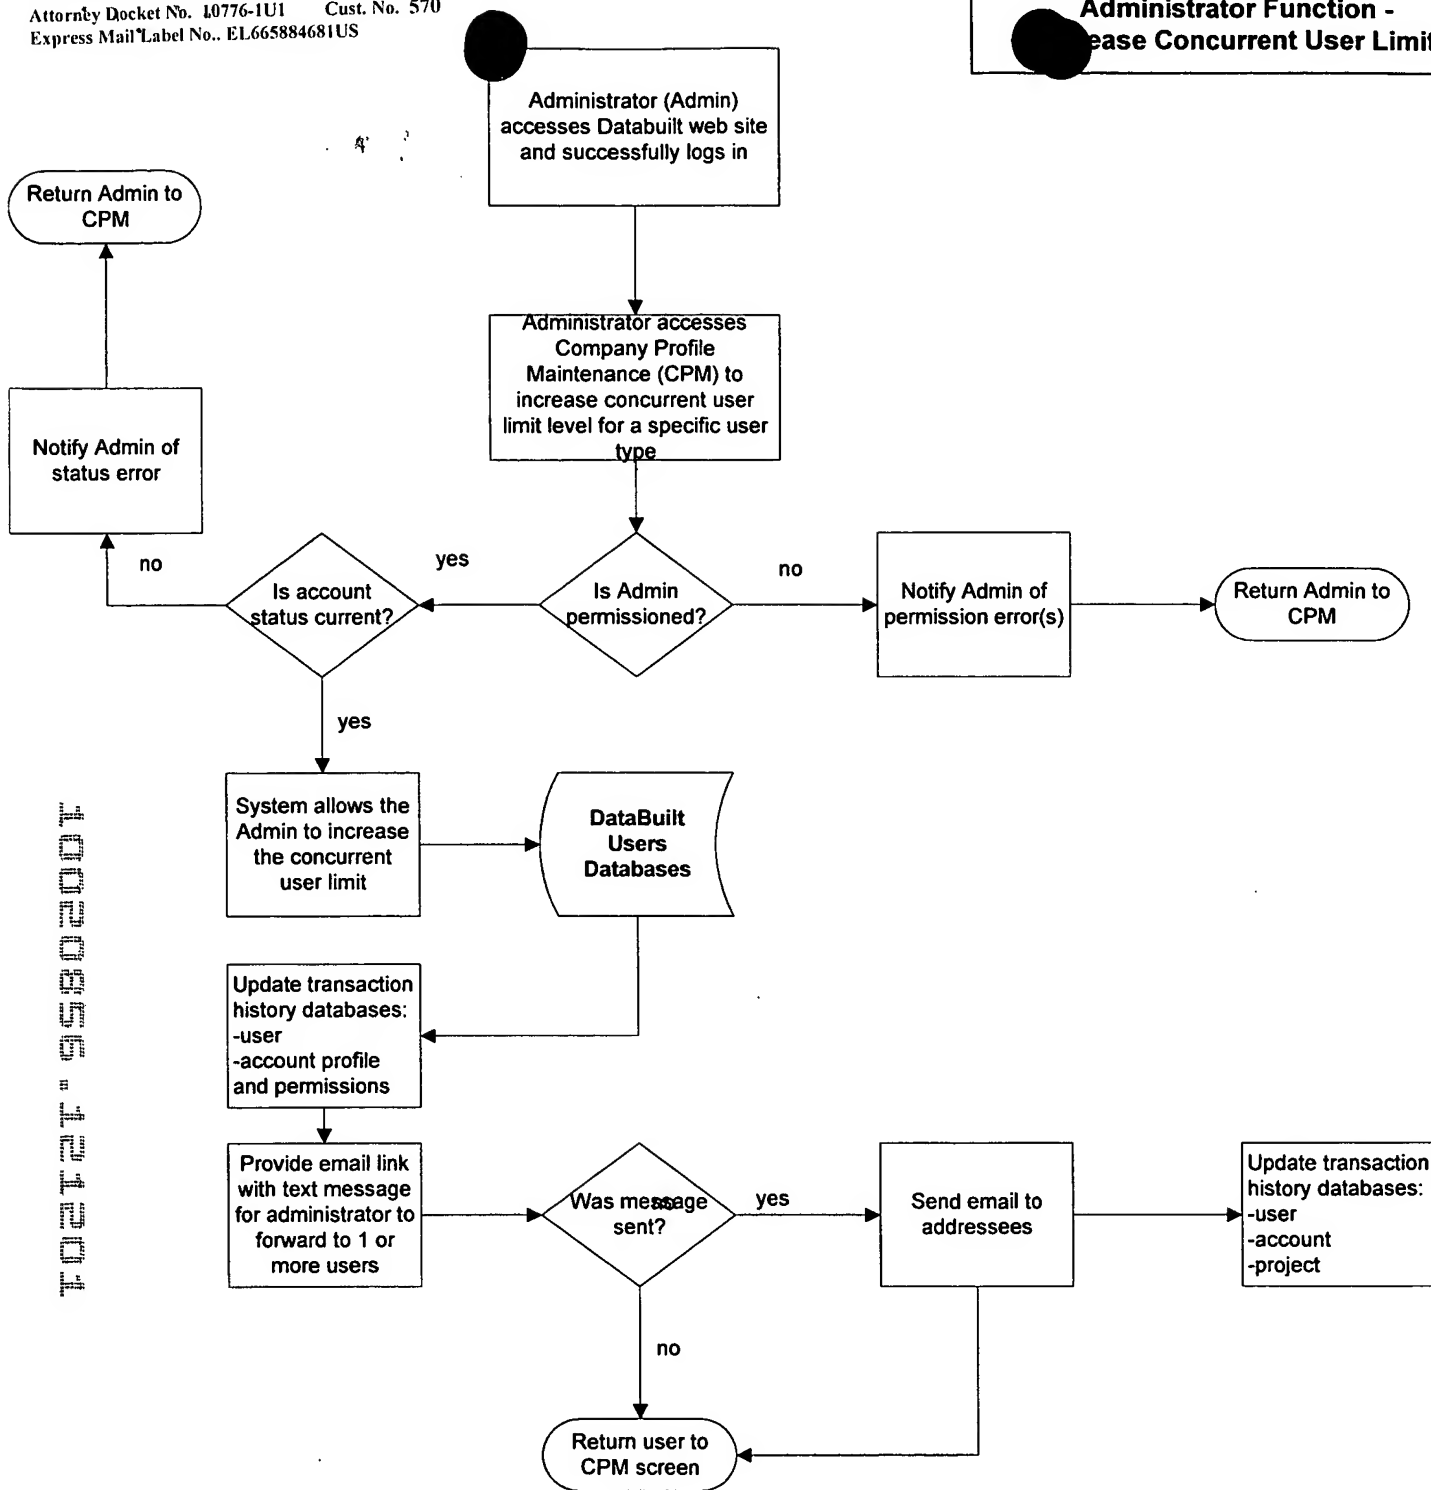 Attorney Docket No. 10776-1U1 Cust. No. 570
Express Mail Label No.. EL665884681US
Administrator Function -
ease Concurrent User Limit
Administrator (Admin)
accesses Databuilt web site
and successfully logs in
Return Admin to
CPM
Administrator accesses
Company Profile
Maintenance (CPM) to
increase concurrent user
limit level for a specific user
type
Notify Admin of
status error
no
Is account
status current?
yes
Is Admin
permissioned?
no
Notify Admin of
permission error(s)
Return Admin to
CPM
yes
System allows the
Admin to increase
the concurrent
user limit
DataBuilt
Users
Databases
Update transaction
history databases:
-user
-account profile
and permissions
Provide email link
with text message
for administrator to
forward to 1 or
more users
Was message
sent?
no
yes
Send email to
addressees
Update transaction
history databases:
-user
-account
-project
no
Return user to
CPM screen
10020856.121201